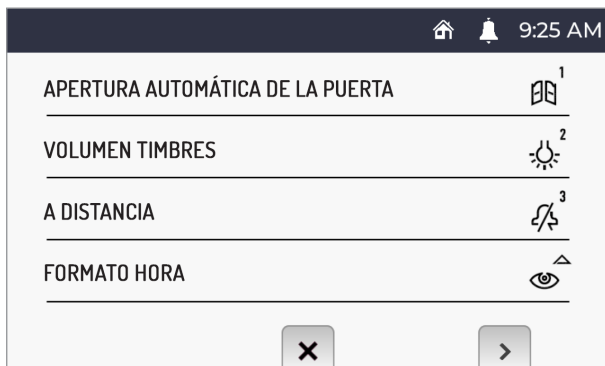 9:25 AM
APERTURA AUTOMÁTICA DE LA PUERTA 1
VOLUMEN TIMBRES 2
A DISTANCIA 3
FORMATO HORA